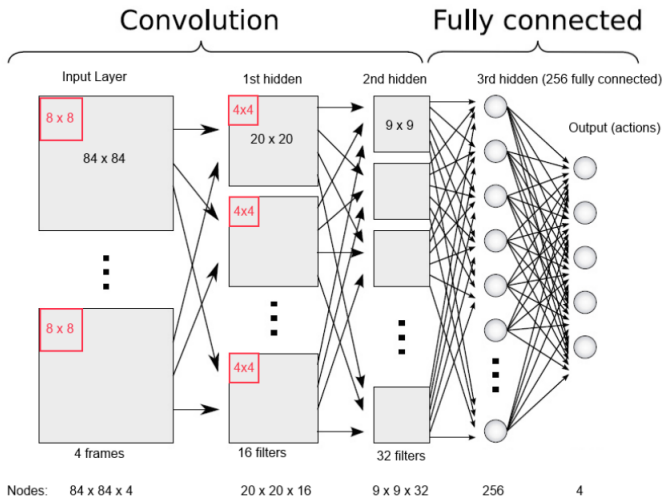 Convolution
Fully connected
Input Layer
1st hidden
2nd hidden
3rd hidden (256 fully connected)
Output (actions)
8 x 8
84 x 84
4x4
20 x 20
9 x 9
4x4
8 x 8
4x4
4 frames
16 filters
32 filters
Nodes: 84 x 84 x 4 20 x 20 x 16 9 x 9 x 32 256 4